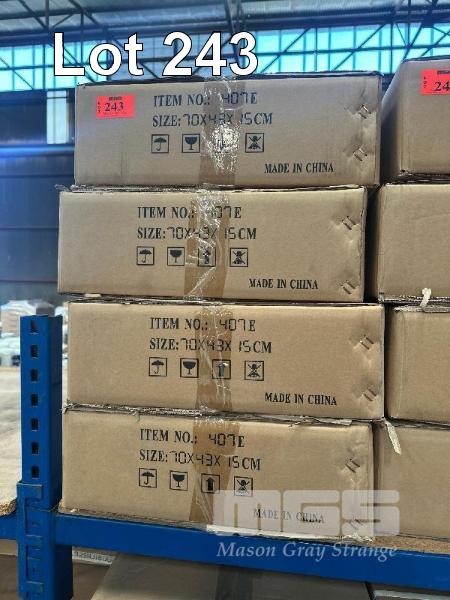 Lot 243
243
24
ITEM NO.: 407E
SIZE:70X43X15CM
MADE IN CHINA
ITEM NO.: 407E
SIZE:70X43X15CM
MADE IN CHINA
ITEM NO.: 407E
SIZE:70X43X15CM
MADE IN CHINA
ITEM NO.: 407E
SIZE:70X43X15CM
MADE IN CHINA
MGS
Mason Gray Strange